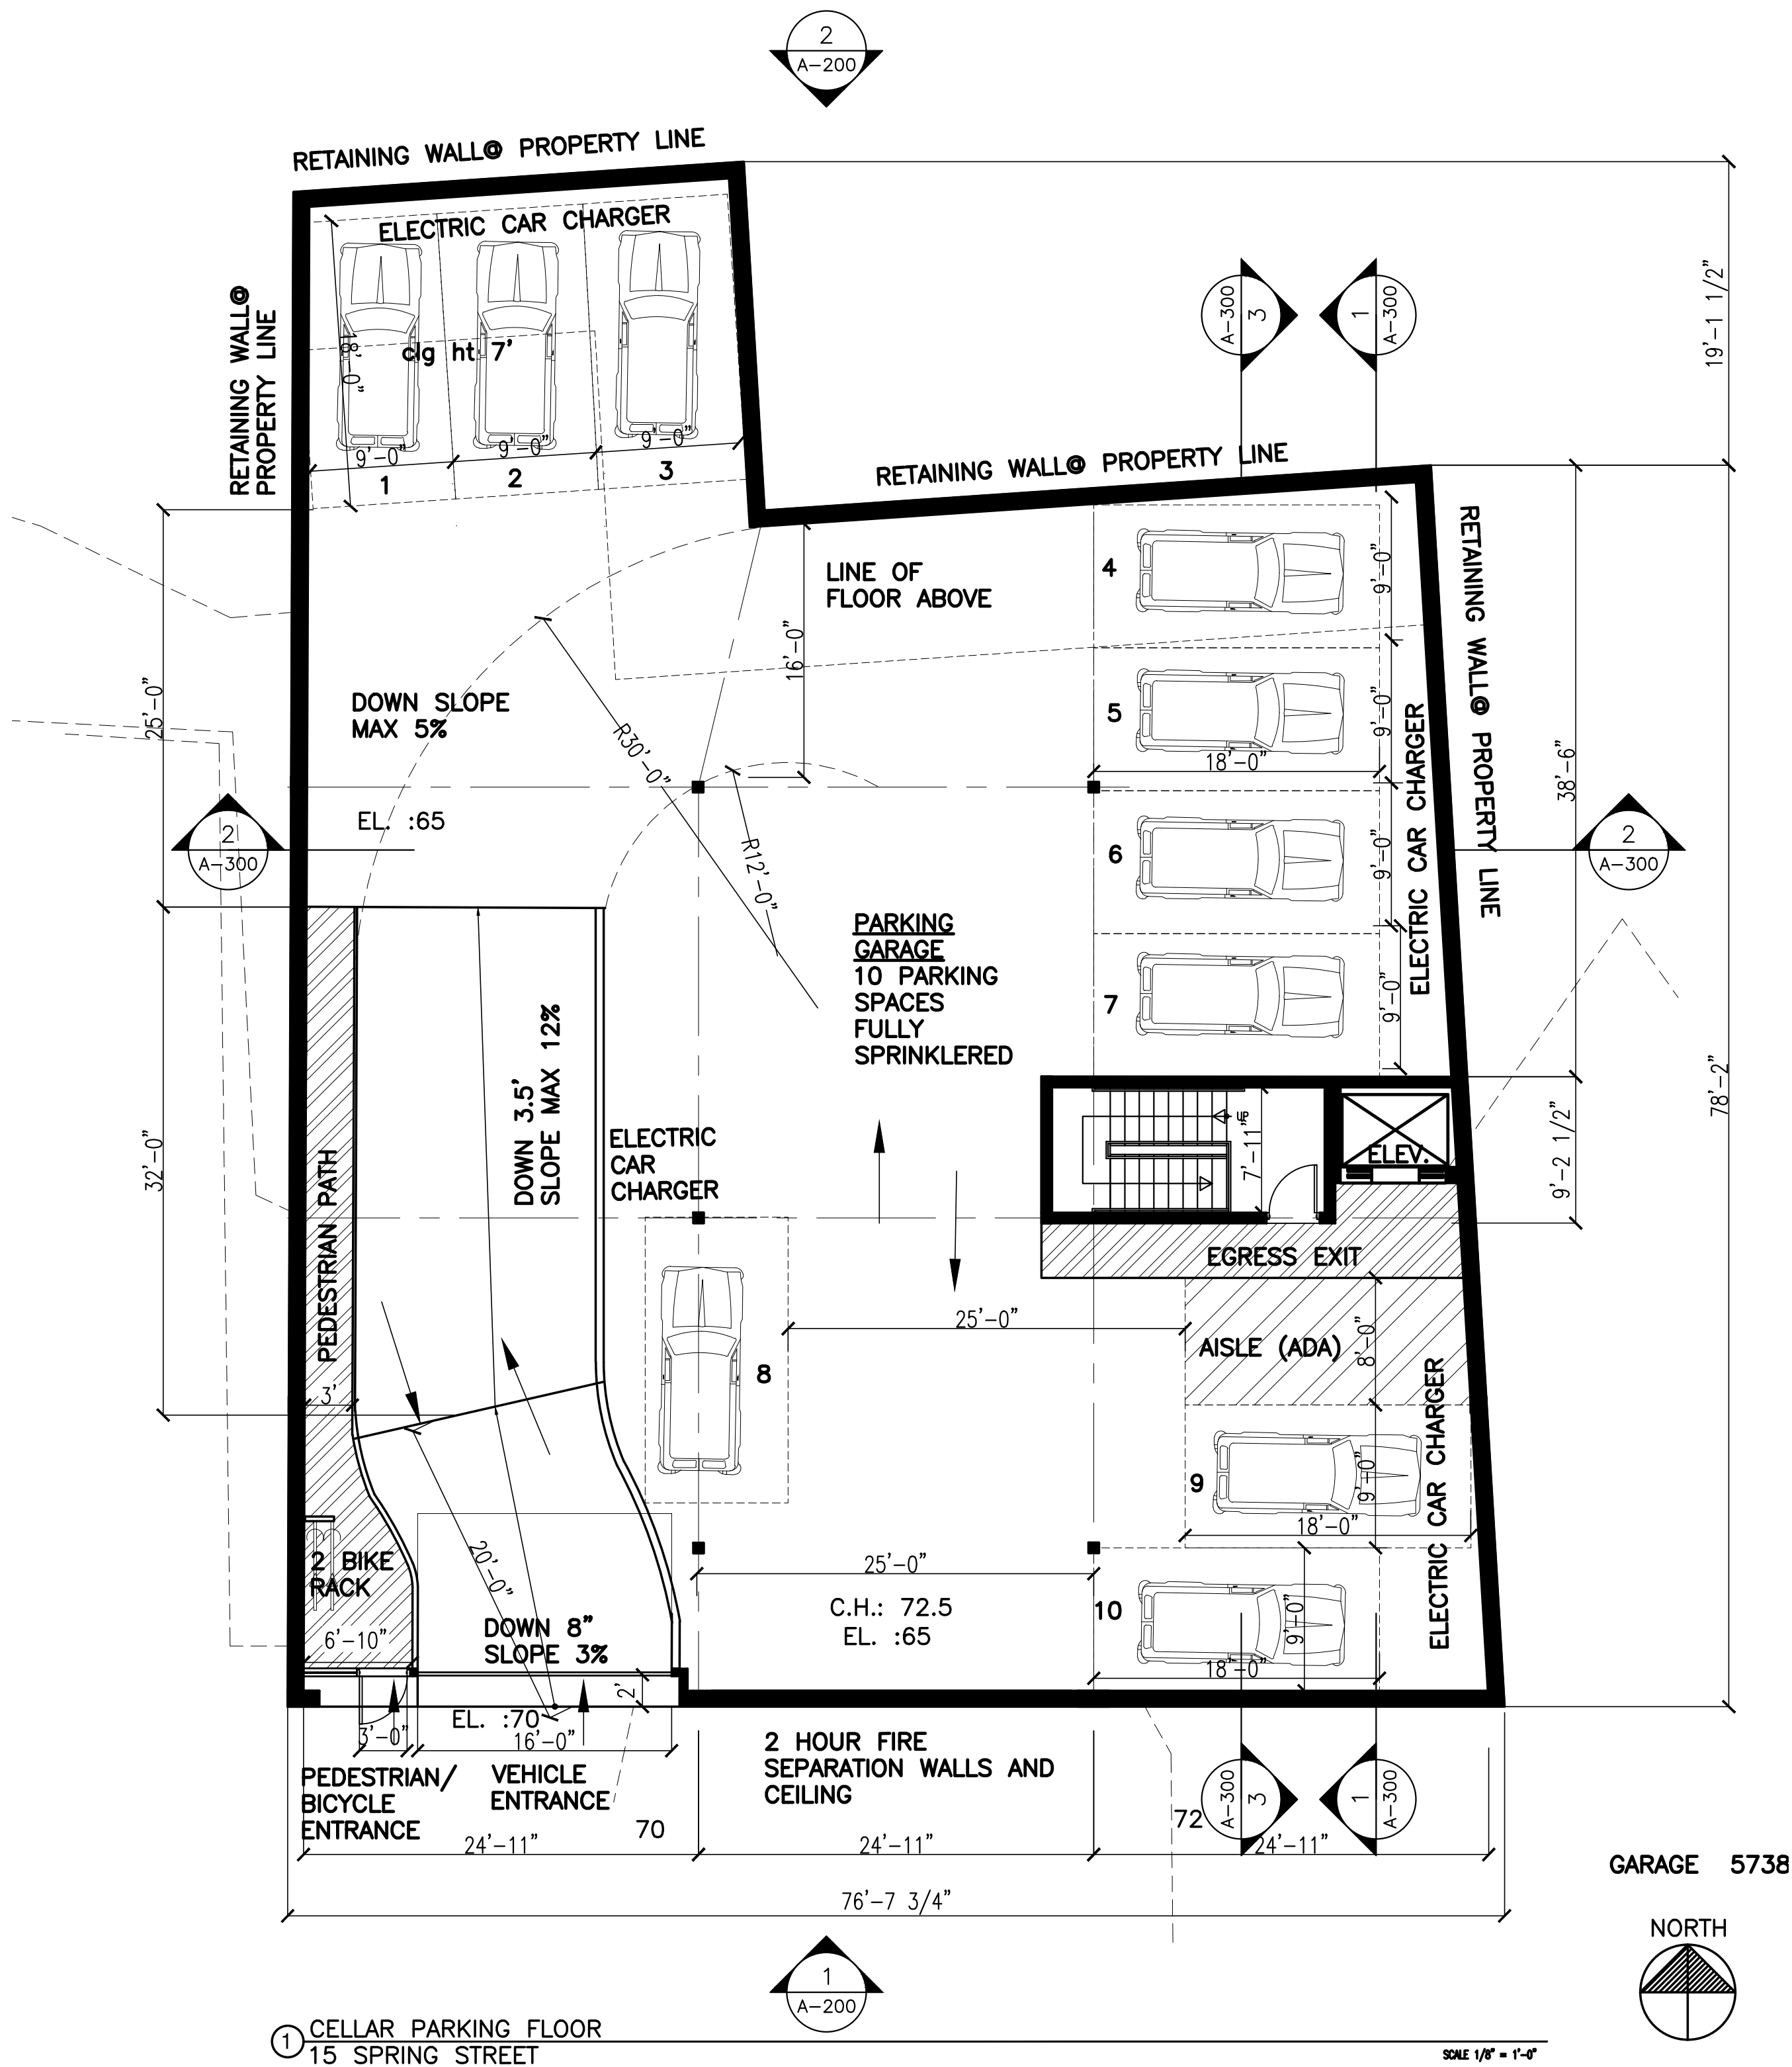 2
A-200
RETAINING WALL@ PROPERTY LINE
ELECTRIC CAR CHARGER
RETAINING WALL@
PROPERTY LINE
clg ht 7'
18'-0"
9'-0"
9'-0"
9'-0"
1
2
3
A-300
3
1
A-300
19'-1 1/2"
RETAINING WALL@ PROPERTY LINE
RETAINING WALL@ PROPERTY LINE
LINE OF
FLOOR ABOVE
4
9'-0"
16'-0"
25'-0"
DOWN SLOPE
MAX 5%
R30'-0"
5
9'-0"
18'-0"
ELECTRIC CAR CHARGER
38'-6"
EL. :65
2
A-300
R12'-0"
6
9'-0"
2
A-300
PARKING
GARAGE
10 PARKING
SPACES
FULLY
SPRINKLERED
7
9'-0"
DOWN 3.5'
SLOPE MAX 12%
78'-2"
32'-0"
PEDESTRIAN PATH
ELECTRIC
CAR
CHARGER
UP
7'-11"
ELEV.
9'-2 1/2"
EGRESS EXIT
25'-0"
AISLE (ADA)
8'-0"
8
3'
ELECTRIC CAR CHARGER
9
9'-0"
18'-0"
2 BIKE
RACK
20'-0"
25'-0"
C.H.: 72.5
EL. :65
10
9'-0"
6'-10"
DOWN 8"
SLOPE 3%
18'-0"
2'
EL. :70
3'-0"
16'-0"
PEDESTRIAN/
BICYCLE
ENTRANCE
VEHICLE
ENTRANCE
2 HOUR FIRE
SEPARATION WALLS AND
CEILING
70
72
A-300
3
1
A-300
24'-11"
24'-11"
24'-11"
GARAGE 5738
76'-7 3/4"
NORTH
1
A-200
1
CELLAR PARKING FLOOR
15 SPRING STREET
SCALE 1/8" = 1'-0"